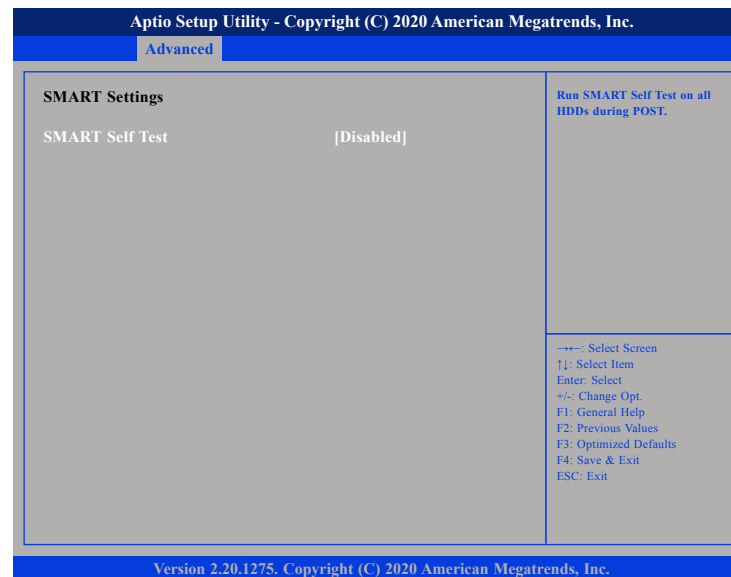 Aptio Setup Utility - Copyright (C) 2020 American Megatrends, Inc.
Advanced
SMART Settings
SMART Self Test [Disabled]
Run SMART Self Test on all
HDDs during POST.
→←: Select Screen
↑↓: Select Item
Enter: Select
+/-: Change Opt.
F1: General Help
F2: Previous Values
F3: Optimized Defaults
F4: Save & Exit
ESC: Exit
Version 2.20.1275. Copyright (C) 2020 American Megatrends, Inc.